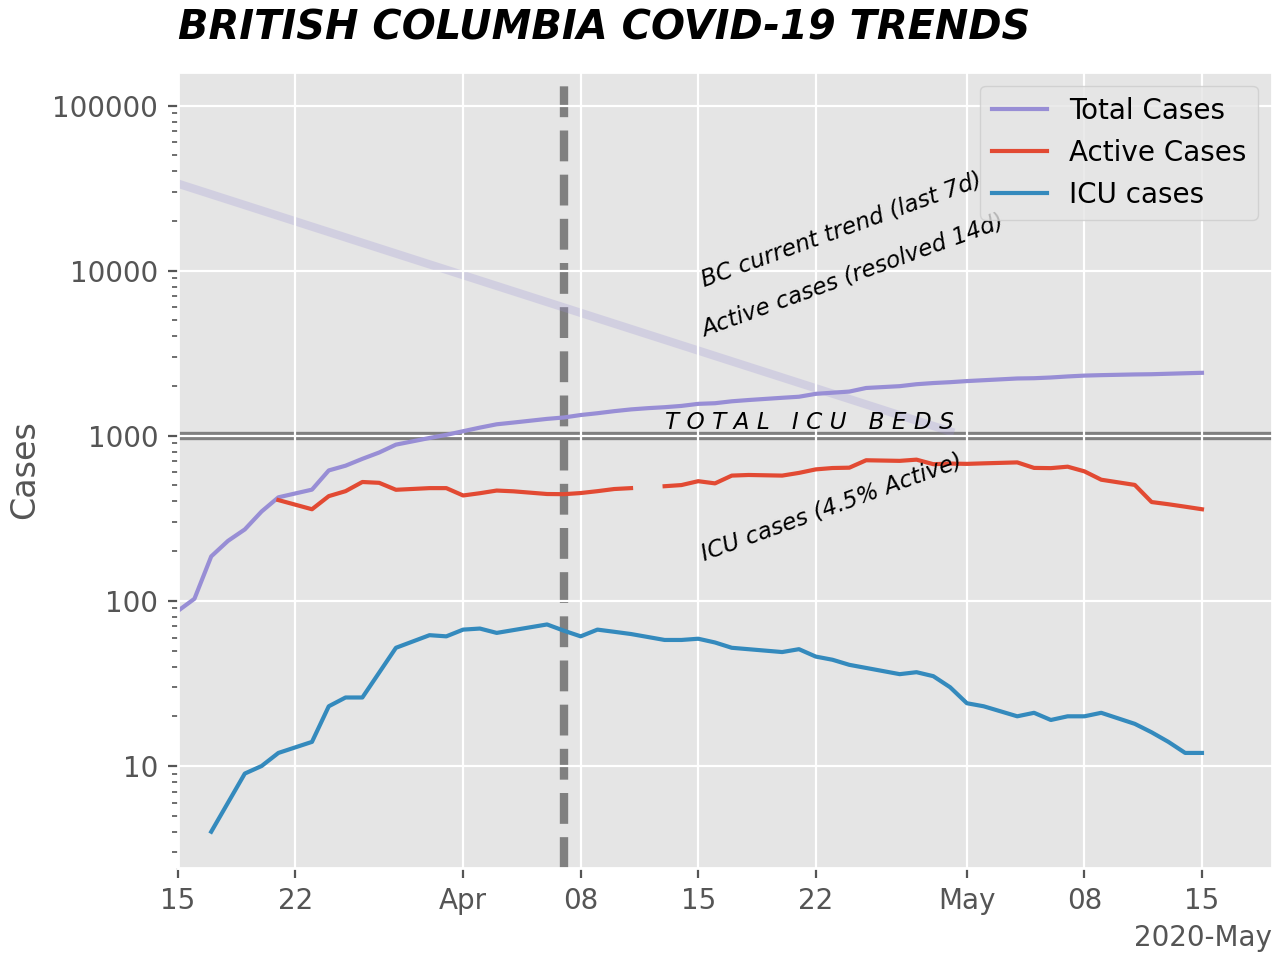 BRITISH COLUMBIA COVID-19 TRENDS
100000
10000
1000
100
10
Cases
Total Cases
Active Cases
ICU cases
BC current trend (last 7d)
Active cases (resolved 14d)
TOTAL ICU BEDS
ICU cases (4.5% Active)
15 22 Apr 08 15 22 May 08 15
2020-May